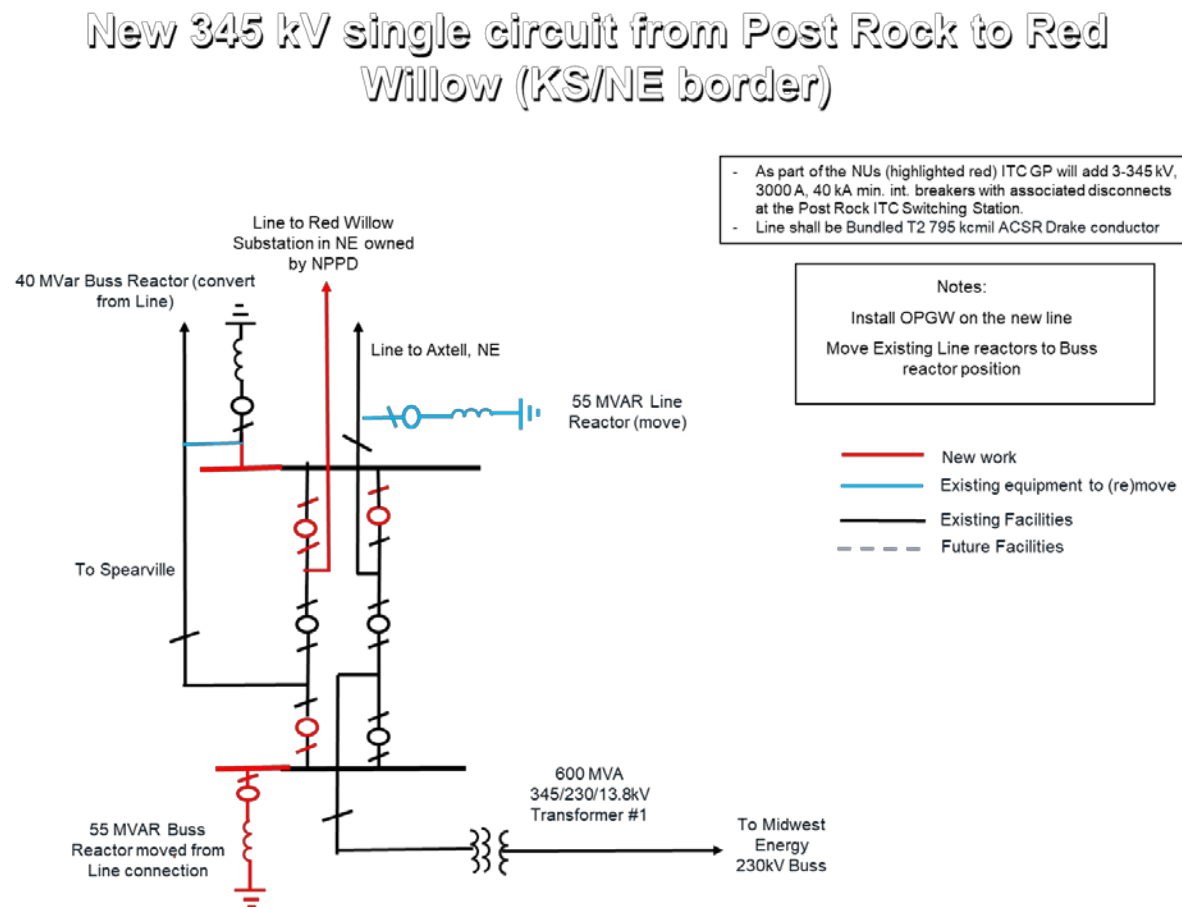 New 345 kV single circuit from Post Rock to Red
Willow (KS/NE border)
- As part of the NUs (highlighted red) ITC GP will add 3-345 kV,
3000 A, 40 kA min. int. breakers with associated disconnects
at the Post Rock ITC Switching Station.
- Line shall be Bundled T2 795 kcmil ACSR Drake conductor
Line to Red Willow
Substation in NE owned
by NPPD
40 MVar Buss Reactor (convert
from Line)
Notes:
Install OPGW on the new line
Move Existing Line reactors to Buss
reactor position
Line to Axtell, NE
55 MVAR Line
Reactor (move)
New work
Existing equipment to (re)move
Existing Facilities
Future Facilities
To Spearville
600 MVA
345/230/13.8kV
Transformer #1
55 MVAR Buss
Reactor moved from
Line connection
To Midwest
Energy
230kV Buss